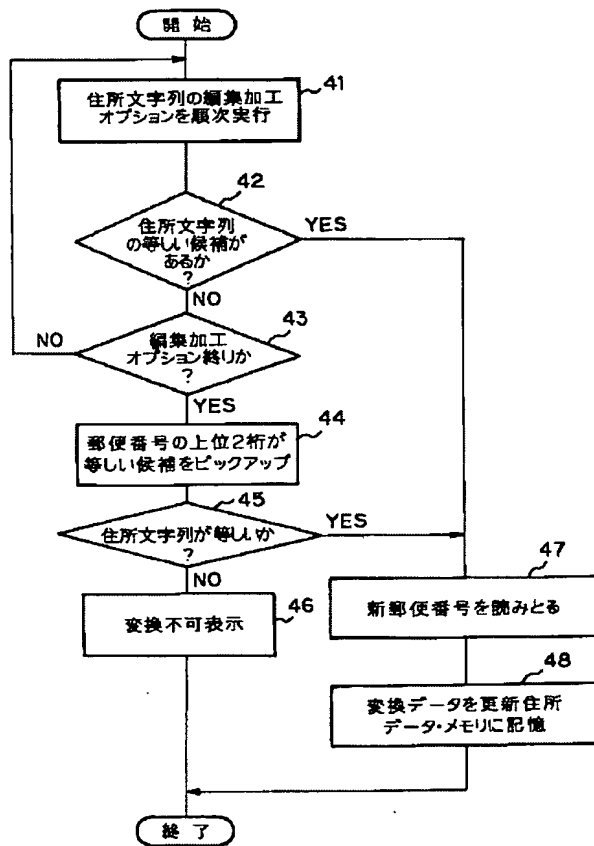 開始
住所文字列の編集加工
オプションを順次実行
41
住所文字列
の等しい候補が
あるか
?
42
YES
NO
編集加工
オプション終りか
?
43
NO
YES
郵便番号の上位2桁が
等しい候補をピックアップ
44
住所文字列が等しいか
?
45
YES
NO
変換不可表示
46
新郵便番号を読みとる
47
変換データを更新住所
データ・メモリに記憶
48
終了